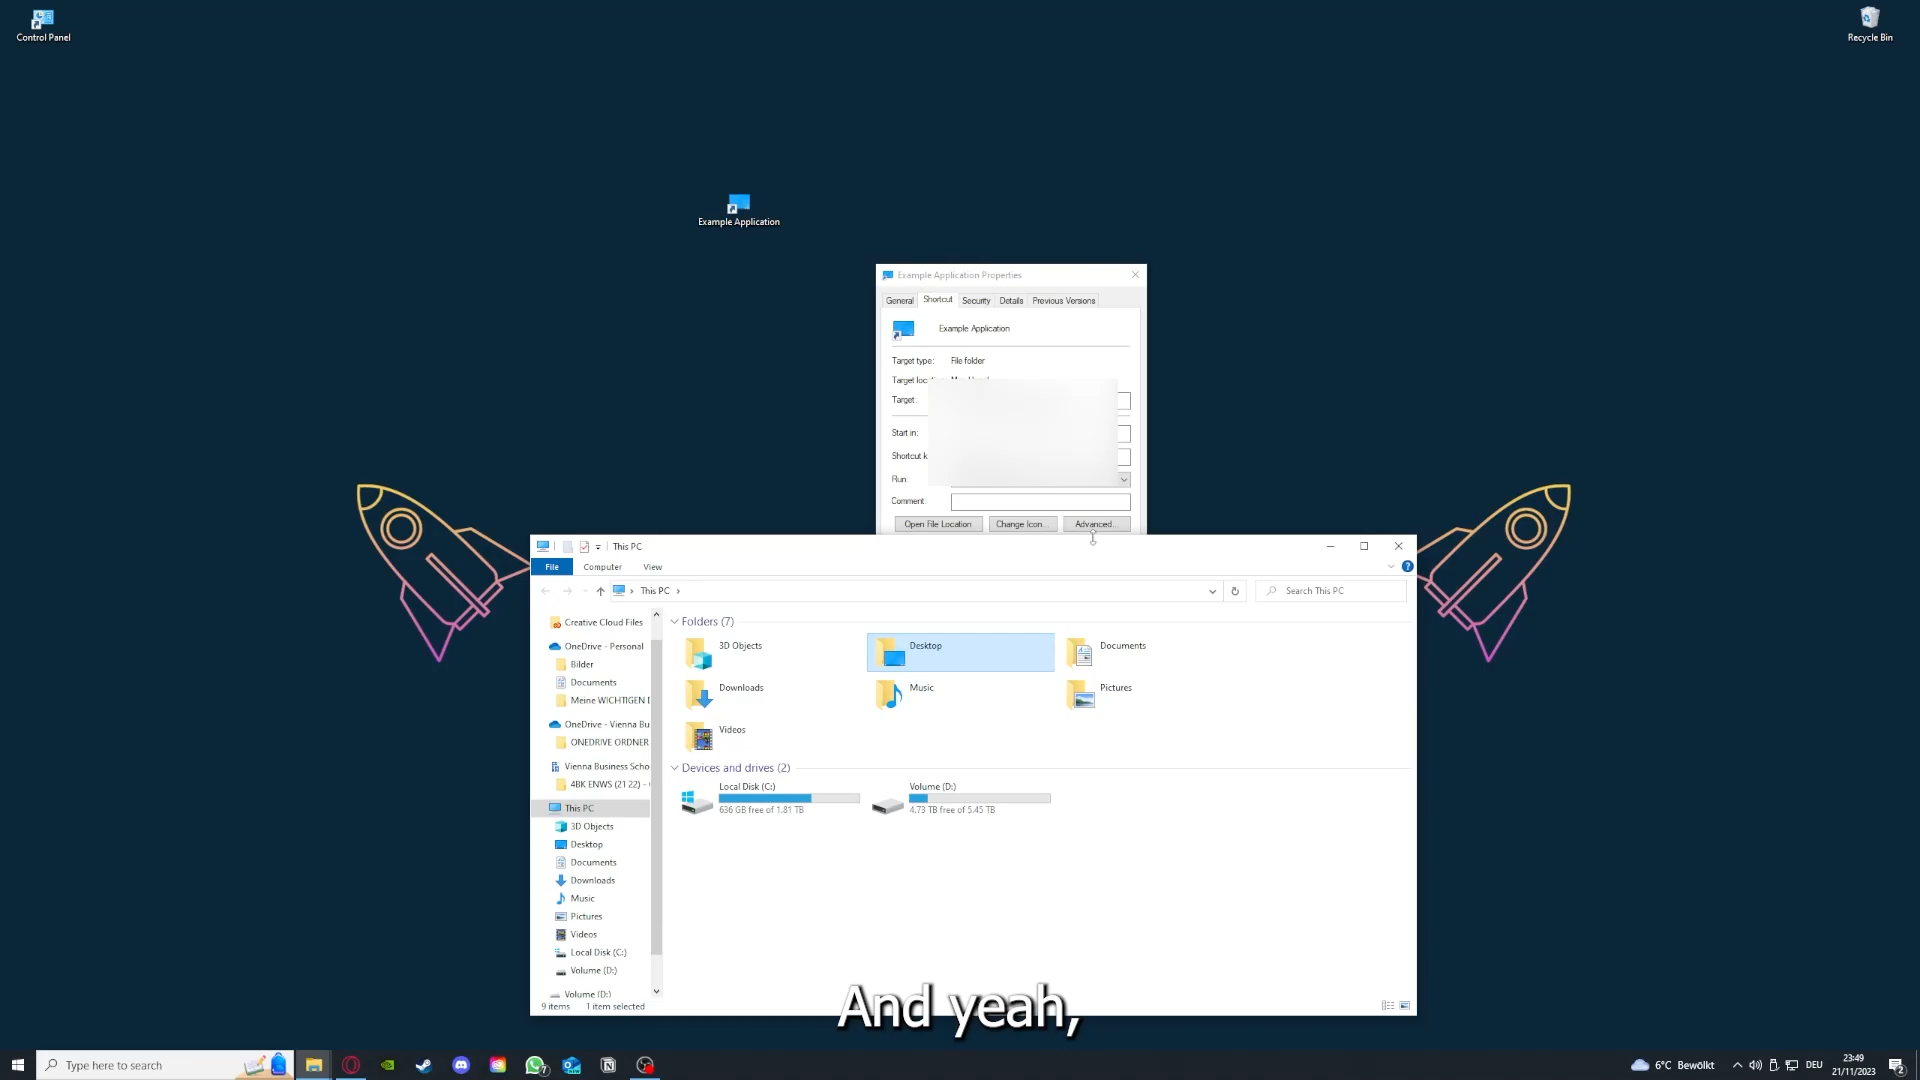 Control Panel
Recycle Bin
Example Application
Example Application Properties
General Shortcut Security Details Previous Versions
Example Application
Target type: File folder
Target
Target:
Start in:
Shortcut
Run:
Comment:
Open File Location Change Icon... Advanced...
This PC
File Computer View
This PC
Search This PC
Creative Cloud Files
OneDrive - Personal
Bilder
Documents
Meine WICHTIGEN
OneDrive - Vienna Bu
ONEDRIVE ORDNER
Vienna Business Scho
4BK ENWS (21 22) -
This PC
3D Objects
Desktop
Documents
Downloads
Music
Pictures
Videos
Local Disk (C:)
Volume (D:)
Volume (D:)
Folders (7)
3D Objects
Desktop
Documents
Downloads
Music
Pictures
Videos
Devices and drives (2)
Local Disk (C:)
636 GB free of 1.81 TB
Volume (D:)
4.73 TB free of 5.45 TB
9 items 1 item selected
And yeah,
Type here to search
7
6°C Bewölkt
DEU
23:49
21/11/2023
2